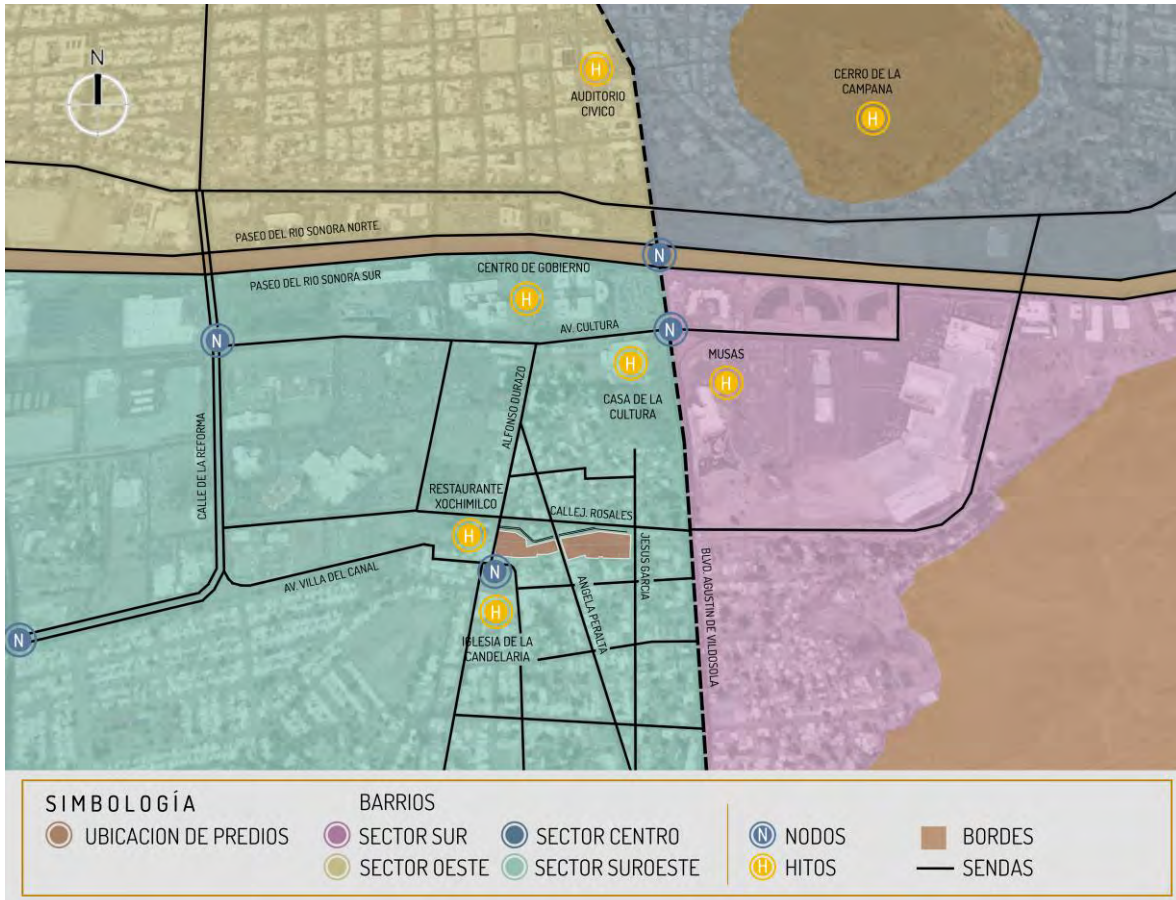 N
H
AUDITORIO
CIVICO
CERRO DE LA
CAMPANA
H
PASEO DEL RIO SONORA NORTE
PASEO DEL RIO SONORA SUR
CENTRO DE GOBIERNO
H
N
AV. CULTURA
N
N
H
CASA DE LA
CULTURA
MUSAS
H
ALFONSO DURAZO
CALLE DE LA REFORMA
RESTAURANTE
XOCHIMILCO
H
CALLEJ. ROSALES
JESUS GARCIA
BLVD. AGUSTIN DE VILDOSOLA
AV. VILLA DEL CANAL
N
ANGELA PERALTA
H
IGLESIA DE LA
CANDELARIA
N
SIMBOLOGÍA
UBICACION DE PREDIOS
BARRIOS
SECTOR SUR
SECTOR CENTRO
SECTOR OESTE
SECTOR SUROESTE
N NODOS
H HITOS
BORDES
SENDAS